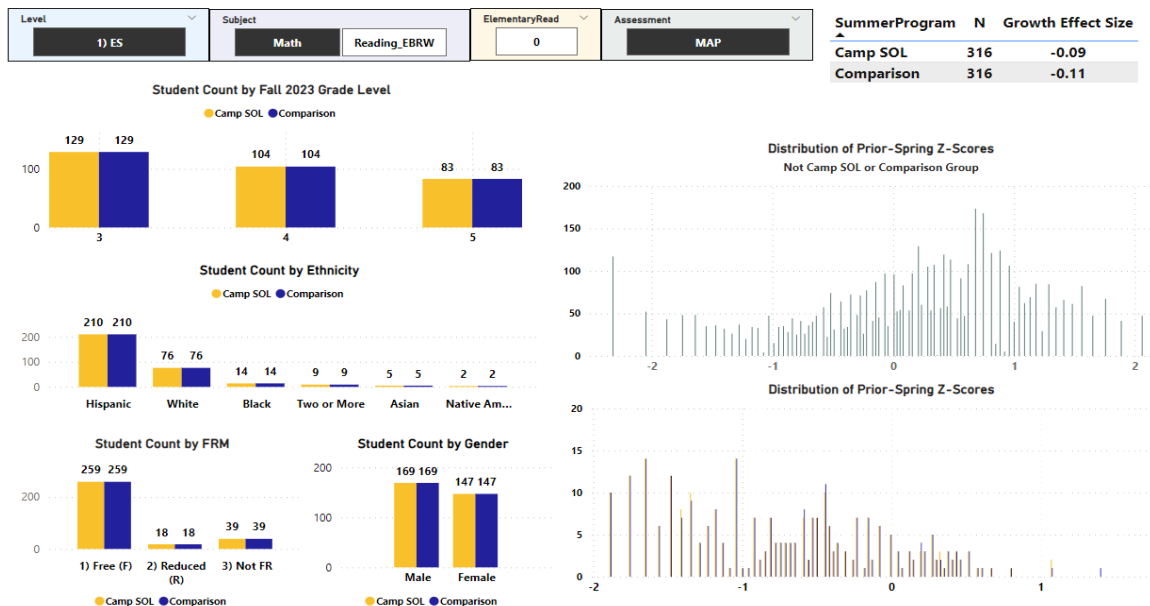 Level
1) ES
Subject
Math
Reading_EBRW
ElementaryRead
0
Assessment
MAP
SummerProgram N Growth Effect Size
Camp SOL 316 -0.09
Comparison 316 -0.11
Student Count by Fall 2023 Grade Level
Camp SOL Comparison
129 129
104 104
83 83
100
0
3 4 5
Student Count by Ethnicity
Camp SOL Comparison
210 210
76 76
14 14
9 9
5 5
2 2
200
100
0
Hispanic White Black Two or More Asian Native Am...
Student Count by FRM
259 259
18 18
39 39
200
0
1) Free (F) 2) Reduced (R) 3) Not FR
Camp SOL Comparison
Student Count by Gender
200
169 169
147 147
100
0
Male Female
Camp SOL Comparison
Distribution of Prior-Spring Z-Scores
Not Camp SOL or Comparison Group
200
150
100
50
0
-2 -1 0 1 2
Distribution of Prior-Spring Z-Scores
20
15
10
5
0
-2 -1 0 1